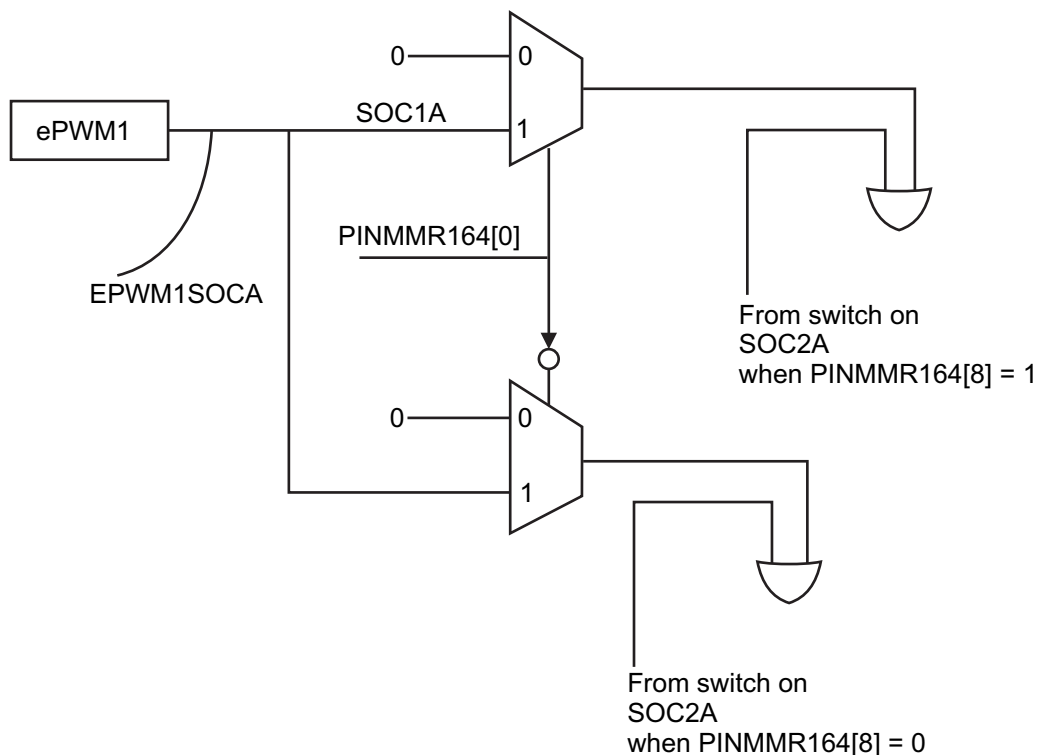 0
0
ePWM1
SOC1A
1
PINMMR164[0]
EPWM1SOCA
From switch on
SOC2A
when PINMMR164[8] = 1
0
0
1
From switch on
SOC2A
when PINMMR164[8] = 0